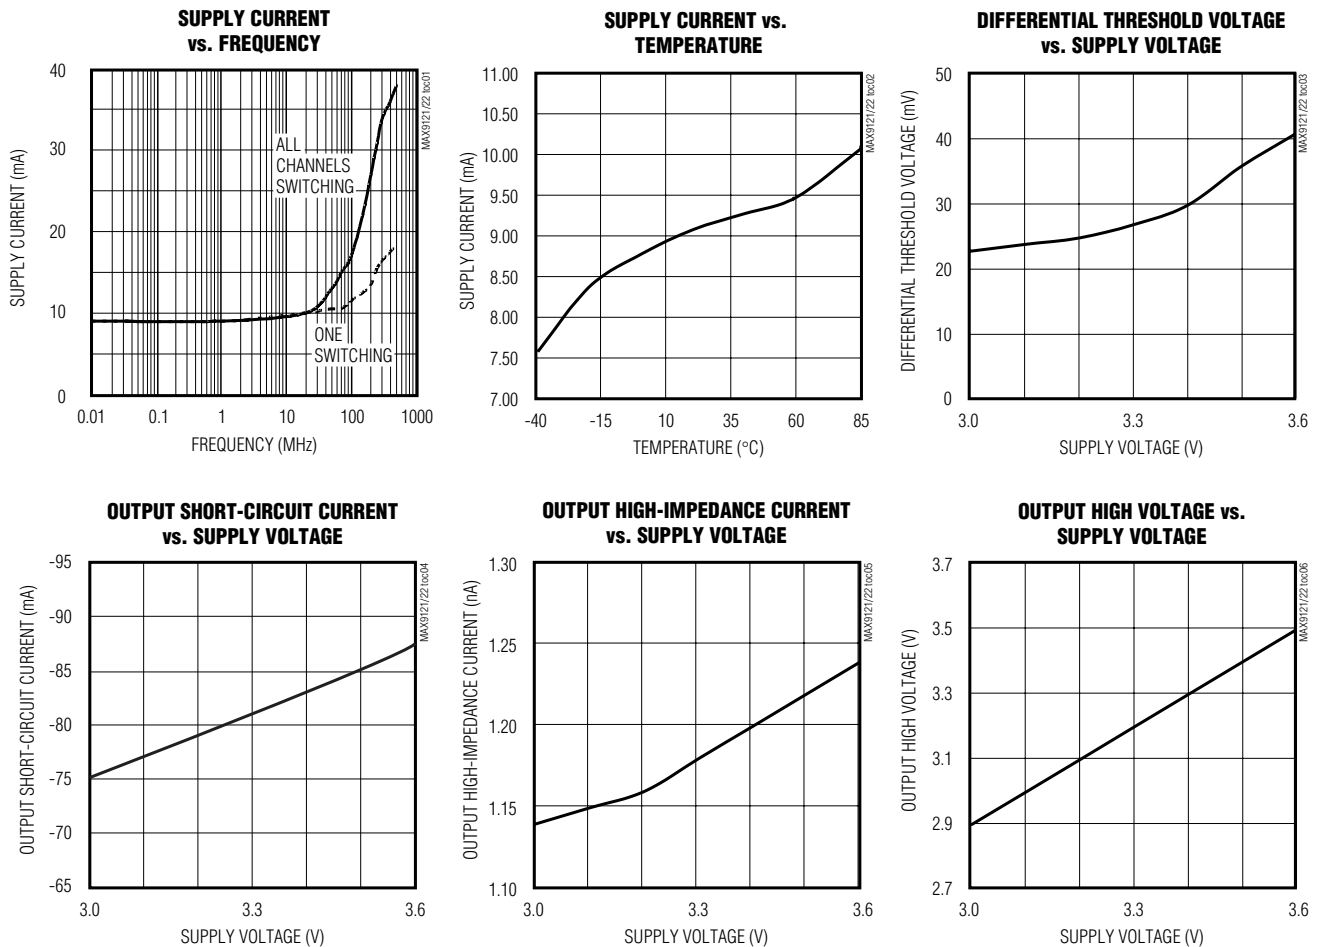 SUPPLY CURRENT
vs. FREQUENCY
40
30
20
10
0
SUPPLY CURRENT (mA)
ALL
CHANNELS
SWITCHING
ONE
SWITCHING
MAX9121/22 toc01
0.01
0.1
1
10
100
1000
FREQUENCY (MHz)
SUPPLY CURRENT vs.
TEMPERATURE
11.00
10.50
10.00
9.50
9.00
8.50
8.00
7.50
7.00
SUPPLY CURRENT (mA)
MAX9121/22 toc02
-40
-15
10
35
60
85
TEMPERATURE (°C)
DIFFERENTIAL THRESHOLD VOLTAGE
vs. SUPPLY VOLTAGE
50
40
30
20
10
0
DIFFERENTIAL THRESHOLD VOLTAGE (mV)
MAX9121/22 toc03
3.0
3.3
3.6
SUPPLY VOLTAGE (V)
OUTPUT SHORT-CIRCUIT CURRENT
vs. SUPPLY VOLTAGE
-95
-90
-85
-80
-75
-70
-65
OUTPUT SHORT-CIRCUIT CURRENT (mA)
MAX9121/22 toc04
3.0
3.3
3.6
SUPPLY VOLTAGE (V)
OUTPUT HIGH-IMPEDANCE CURRENT
vs. SUPPLY VOLTAGE
1.30
1.25
1.20
1.15
1.10
OUTPUT HIGH-IMPEDANCE CURRENT (nA)
MAX9121/22 toc05
3.0
3.3
3.6
SUPPLY VOLTAGE (V)
OUTPUT HIGH VOLTAGE vs.
SUPPLY VOLTAGE
3.7
3.5
3.3
3.1
2.9
2.7
OUTPUT HIGH VOLTAGE (V)
MAX9121/22 toc06
3.0
3.3
3.6
SUPPLY VOLTAGE (V)